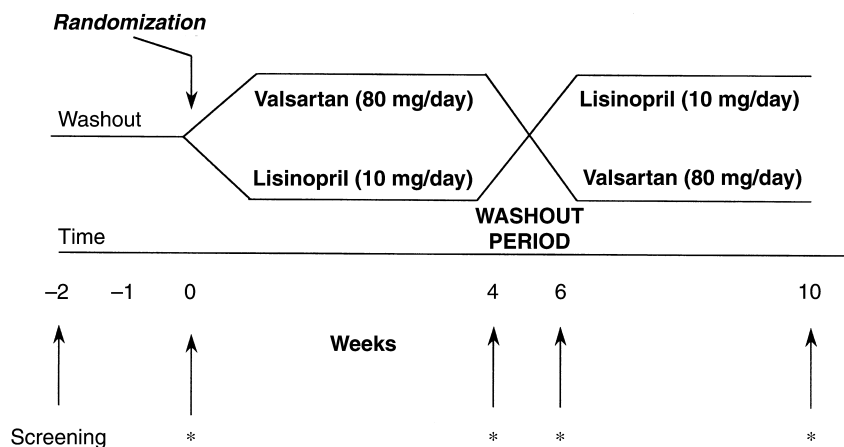 Randomization
Valsartan (80 mg/day)
Lisinopril (10 mg/day)
Washout
Lisinopril (10 mg/day)
Valsartan (80 mg/day)
WASHOUT
PERIOD
Time
–2 –1 0 4 6 10
Weeks
Screening * * * *